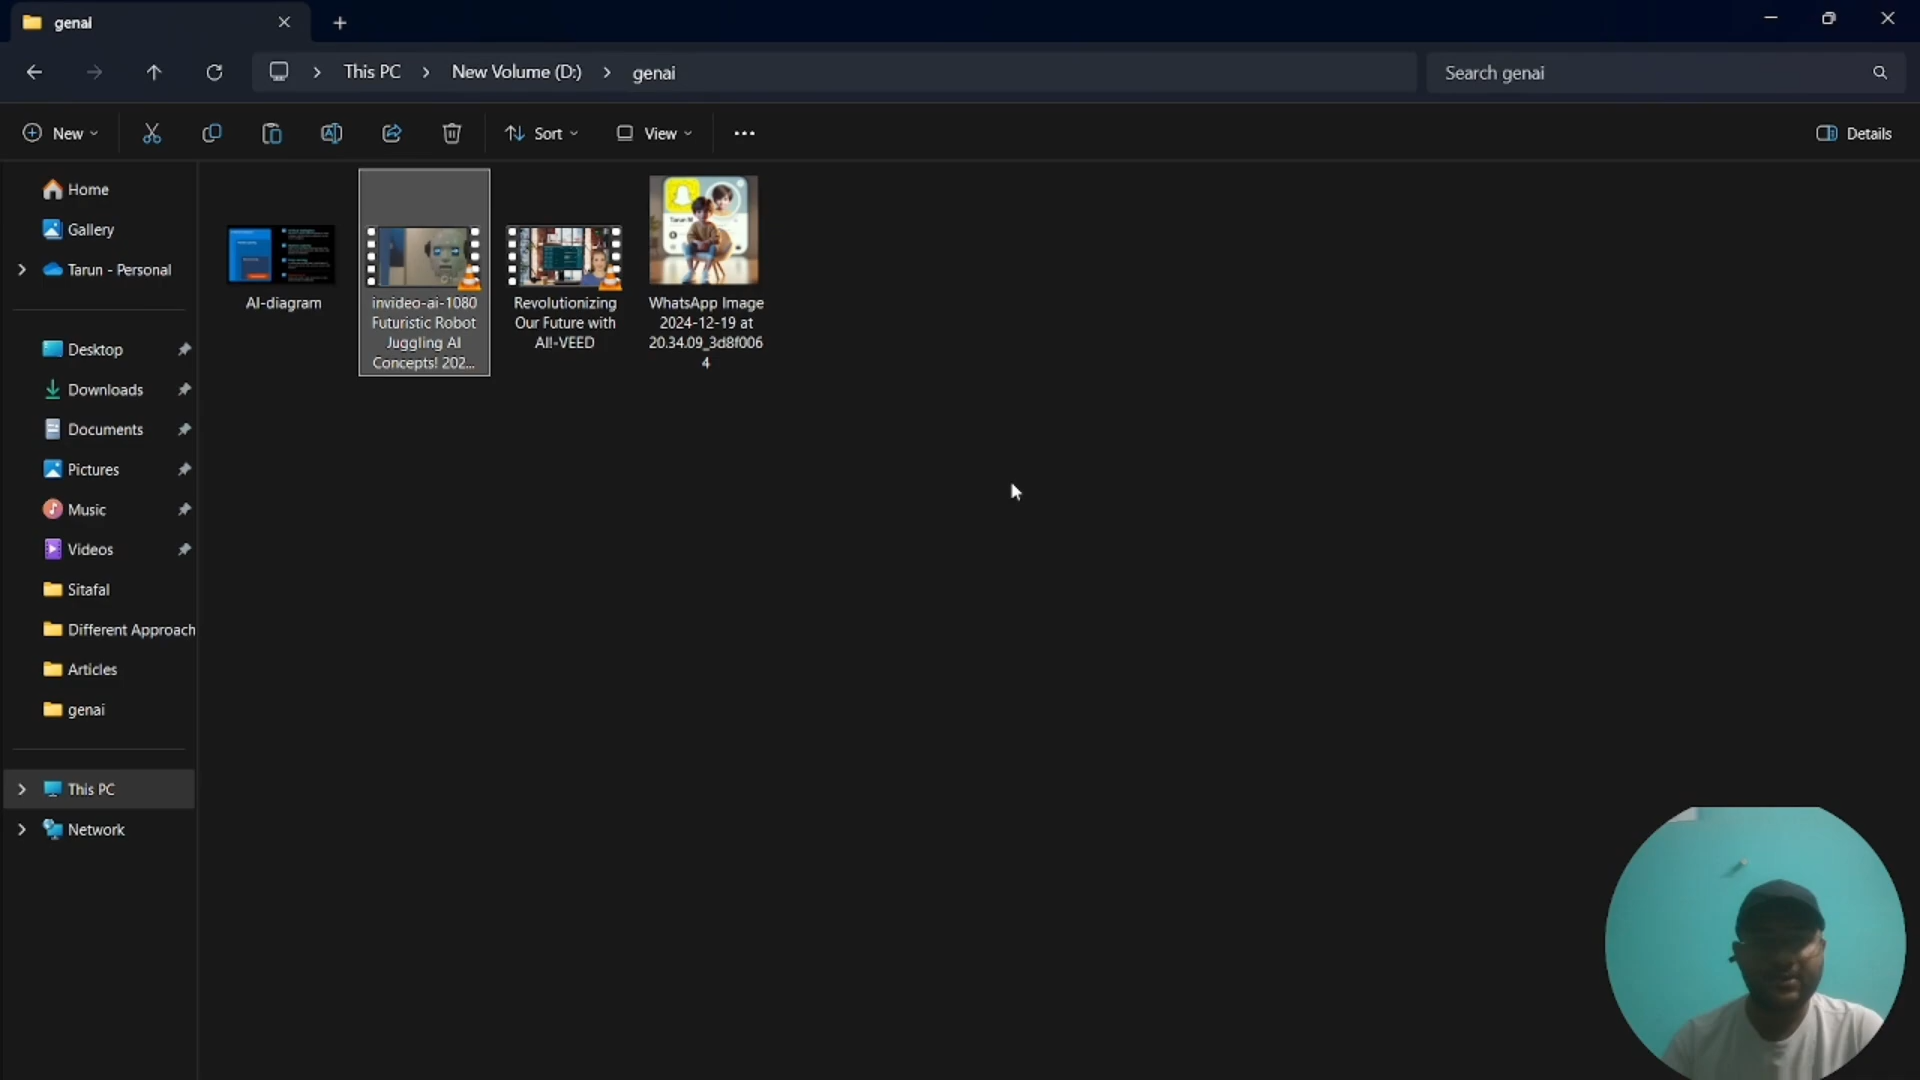 genai
This PC
New Volume (D:)
genai
Search genai
New
Sort
View
Details
Home
Gallery
Tarun - Personal
Desktop
Downloads
Documents
Pictures
Music
Videos
Sitafal
Different Approach
Articles
genai
This PC
Network
AI-diagram
invideo-ai-1080
Futuristic Robot
Juggling AI
Concepts! 202...
Revolutionizing
Our Future with
AI!-VEED
WhatsApp Image
2024-12-19 at
20.34.09_3d8f006
4